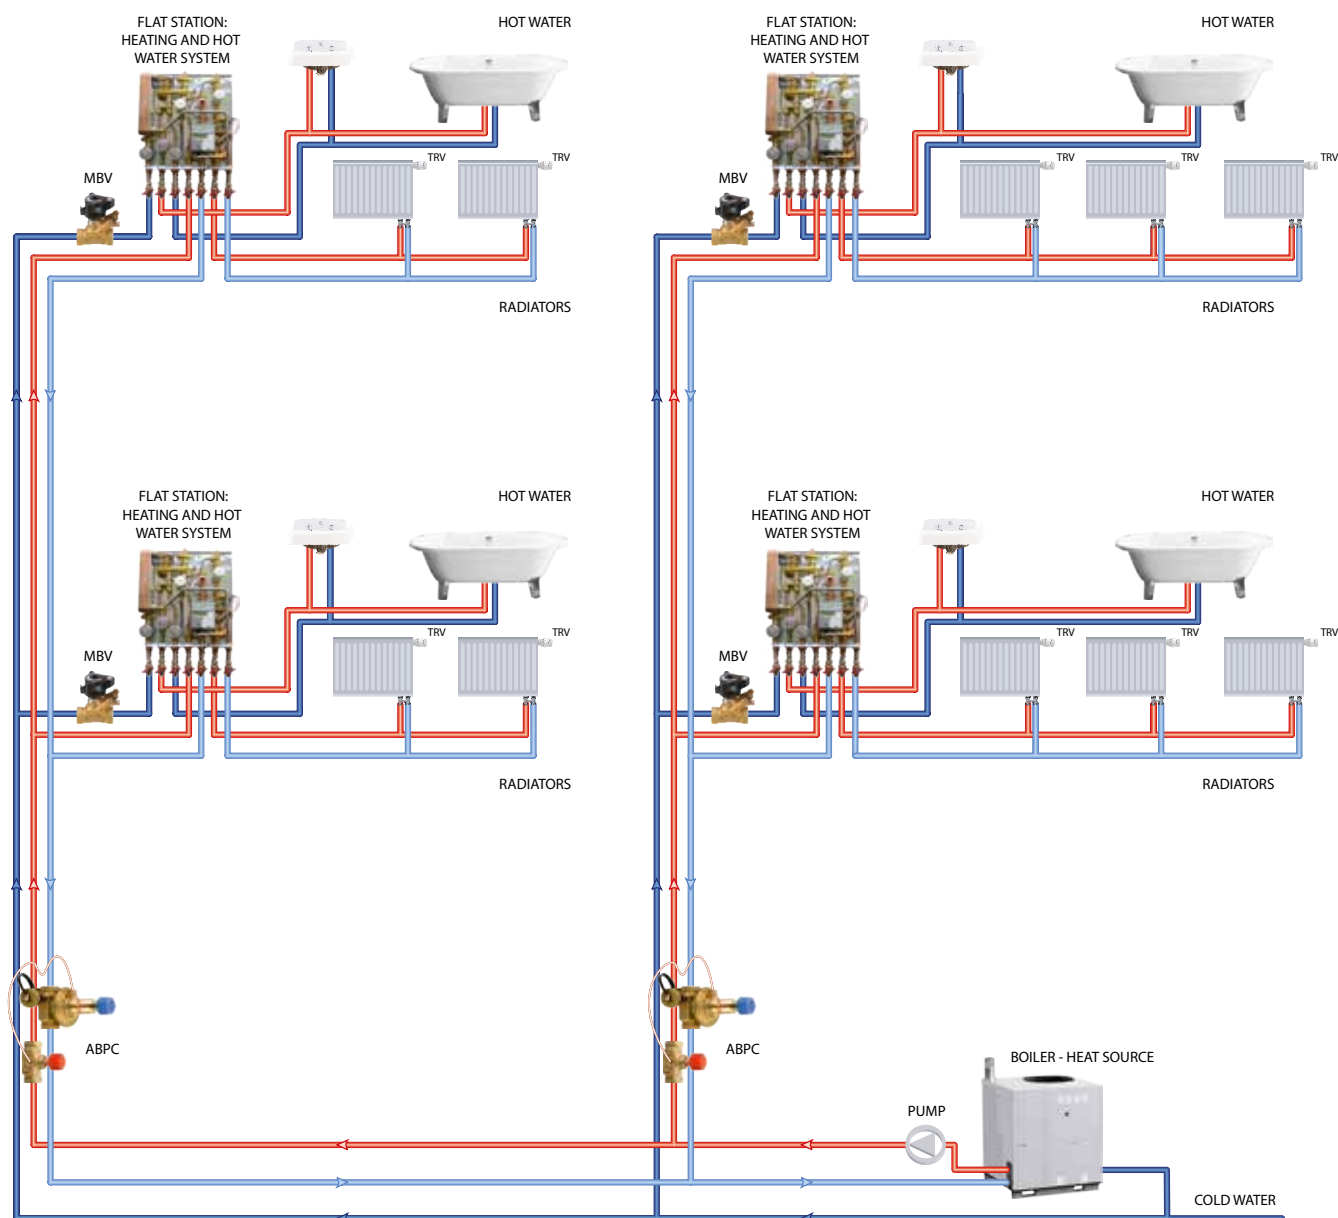 FLAT STATION:
HEATING AND HOT
WATER SYSTEM
HOT WATER
TRV
TRV
MBV
RADIATORS
FLAT STATION:
HEATING AND HOT
WATER SYSTEM
HOT WATER
TRV
TRV
TRV
MBV
RADIATORS
FLAT STATION:
HEATING AND HOT
WATER SYSTEM
HOT WATER
TRV
TRV
MBV
RADIATORS
FLAT STATION:
HEATING AND HOT
WATER SYSTEM
HOT WATER
TRV
TRV
TRV
MBV
RADIATORS
ABPC
ABPC
BOILER - HEAT SOURCE
PUMP
COLD WATER